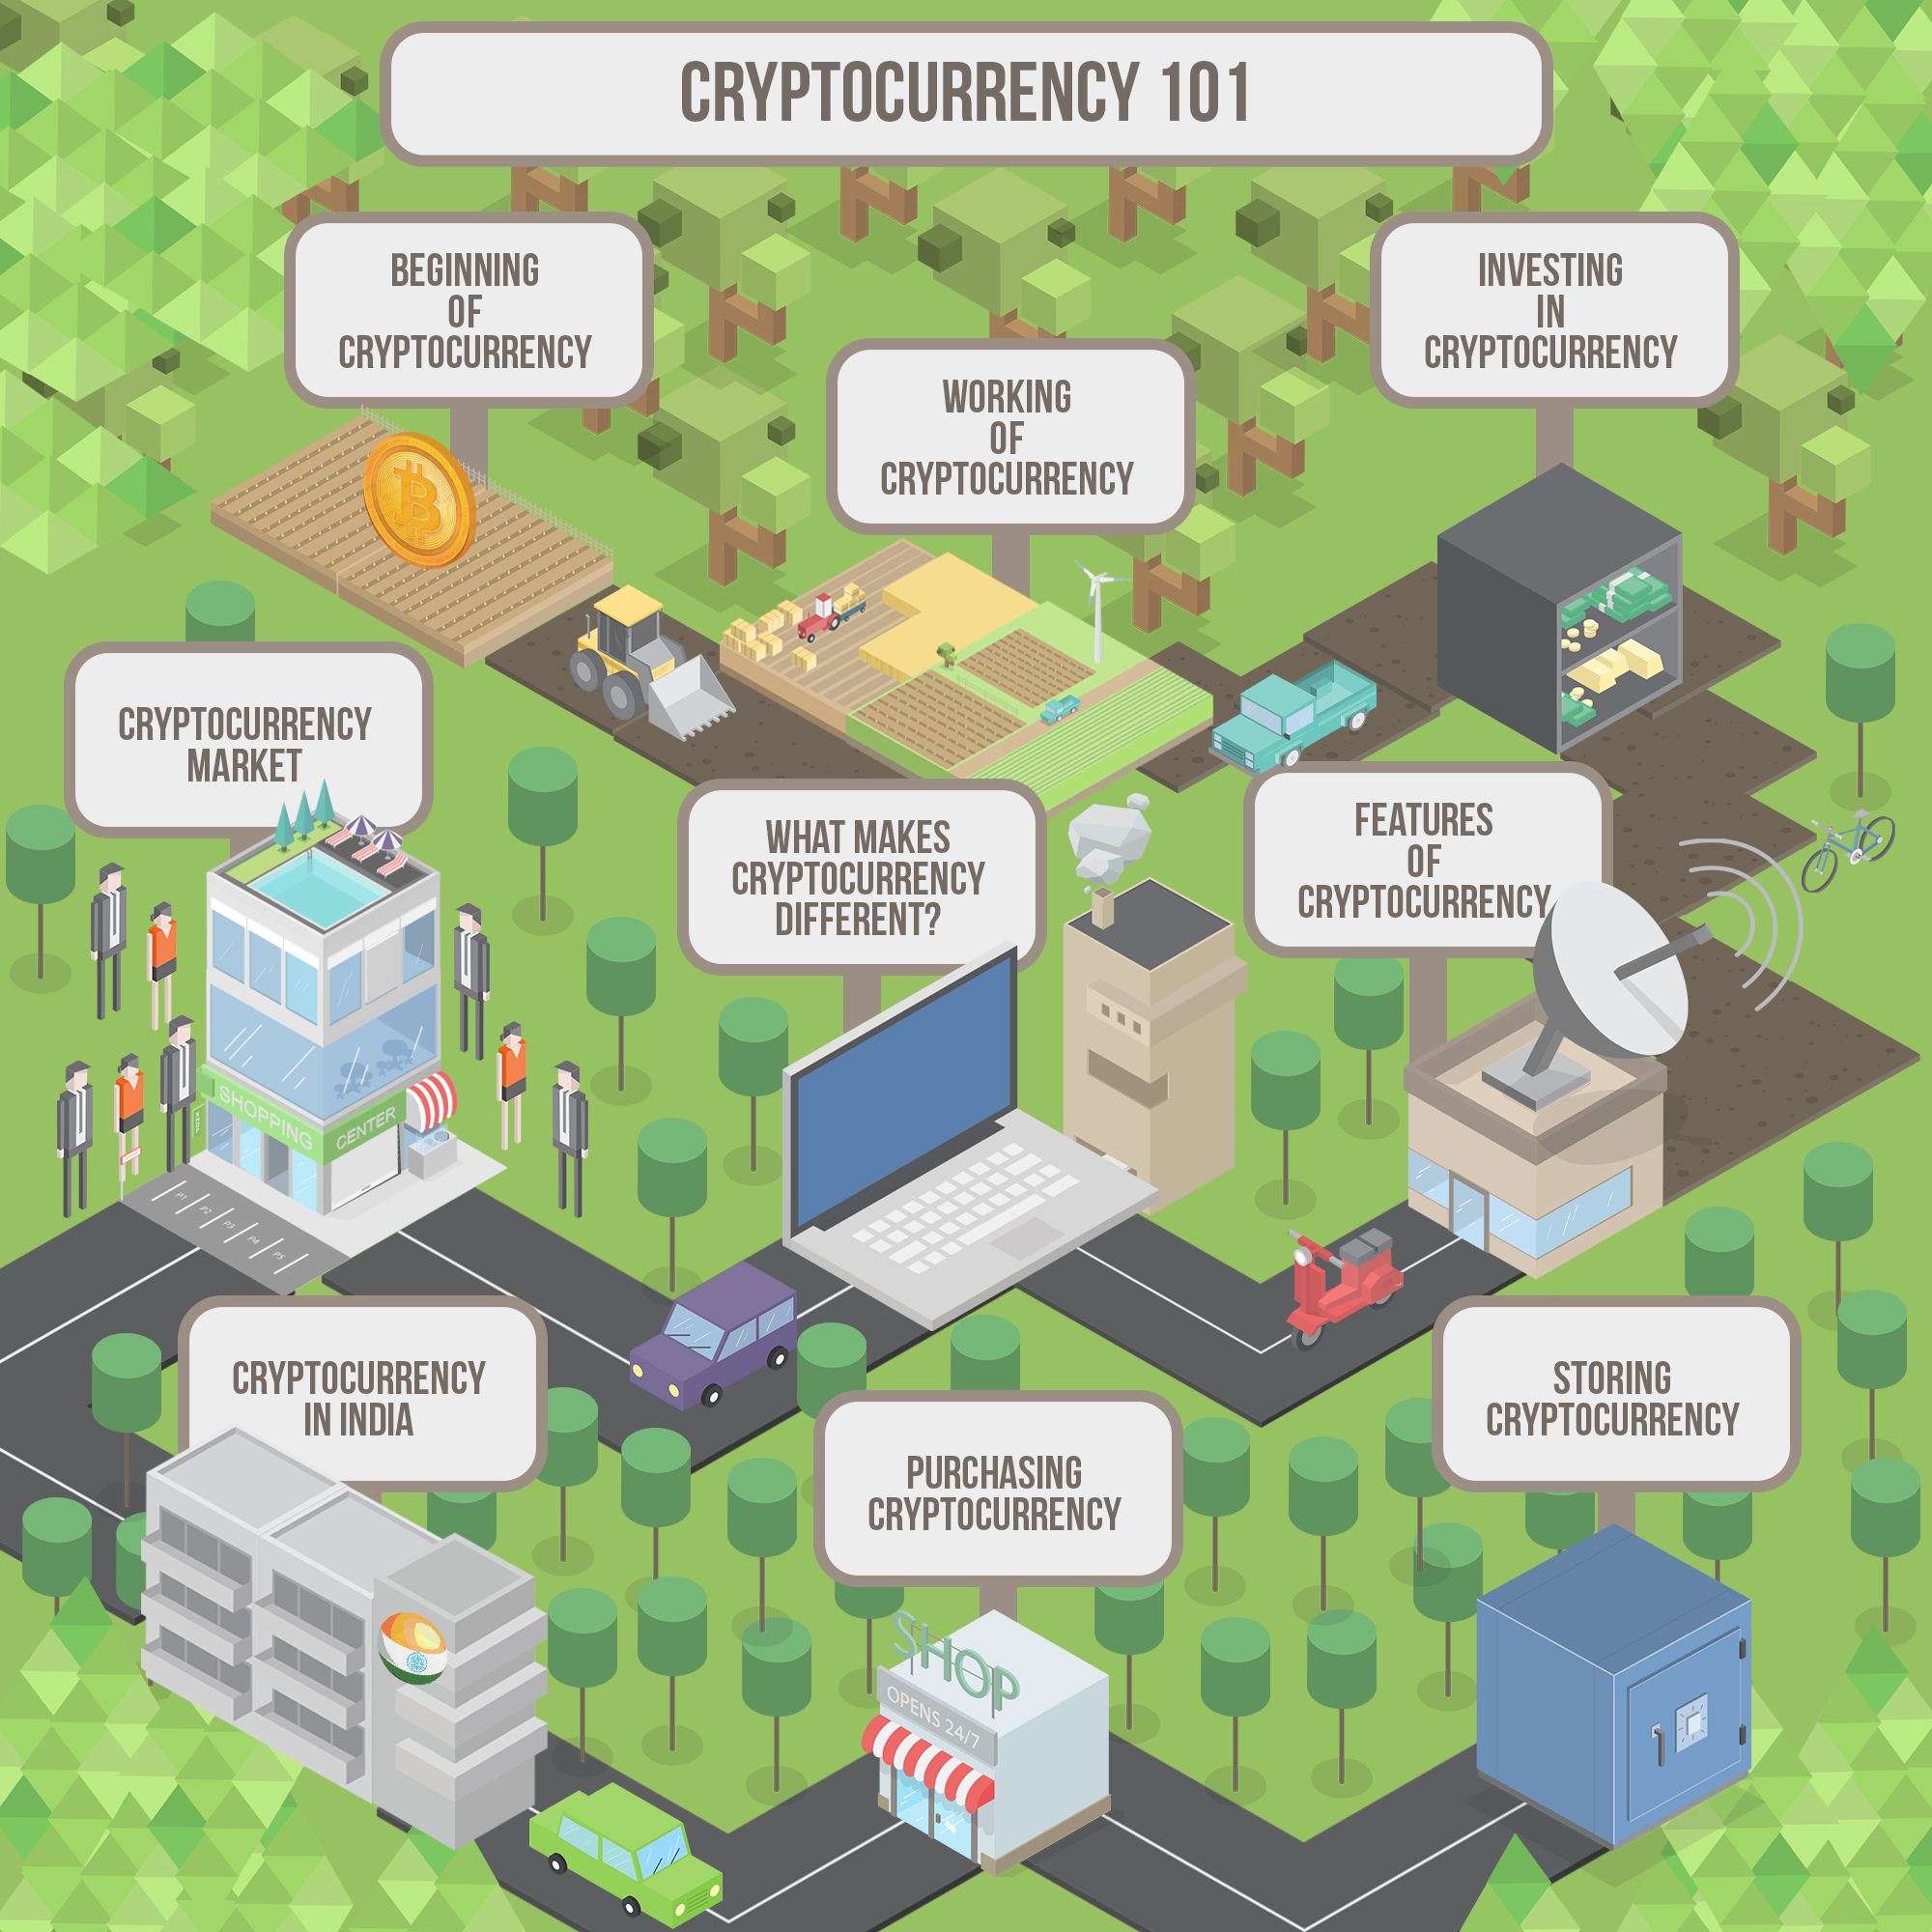 CRYPTOCURRENCY 101
BEGINNING
OF
CRYPTOCURRENCY
INVESTING
IN
CRYPTOCURRENCY
WORKING
OF
CRYPTOCURRENCY
CRYPTOCURRENCY
MARKET
WHAT MAKES
CRYPTOCURRENCY
DIFFERENT?
FEATURES
OF
CRYPTOCURRENCY
SHOPPING
CENTER
P1
P2
P3
P4
P5
CRYPTOCURRENCY
IN INDIA
PURCHASING
CRYPTOCURRENCY
STORING
CRYPTOCURRENCY
SHOP
OPENS 24/7